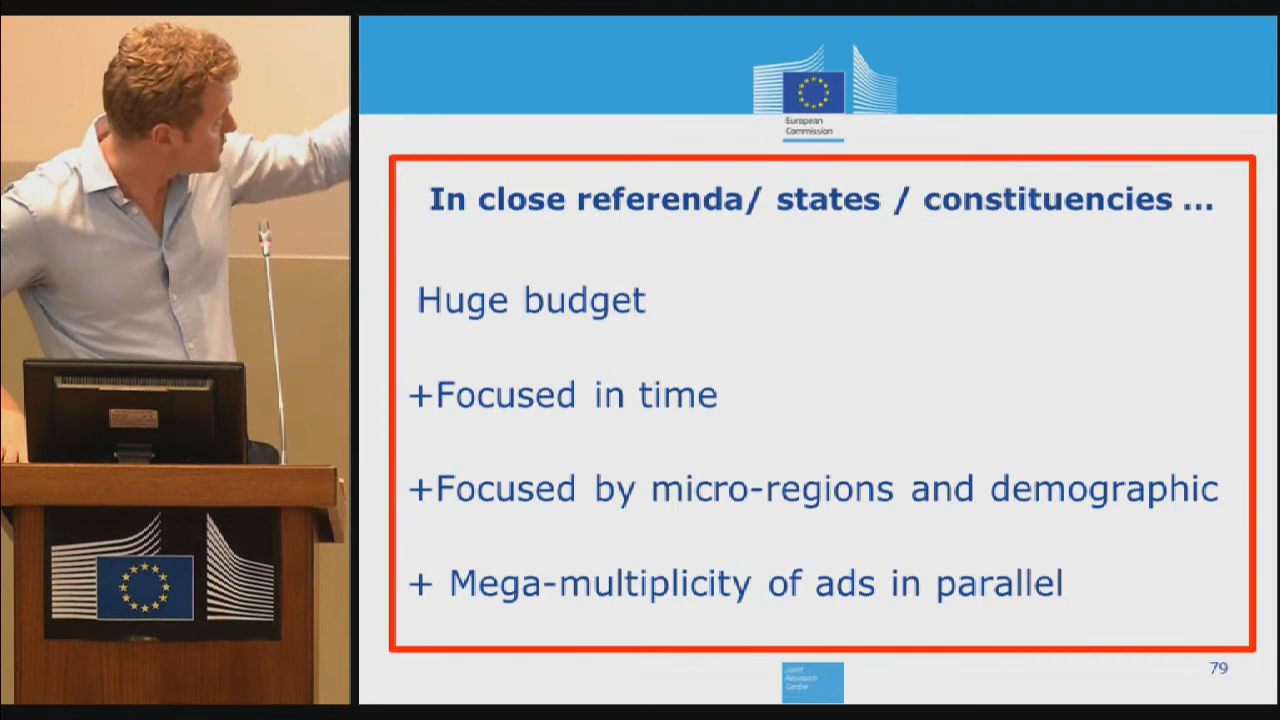 European
Commission
In close referenda/ states / constituencies ...
Huge budget
+Focused in time
+Focused by micro-regions and demographic
+ Mega-multiplicity of ads in parallel
Joint
Research
Centre
79